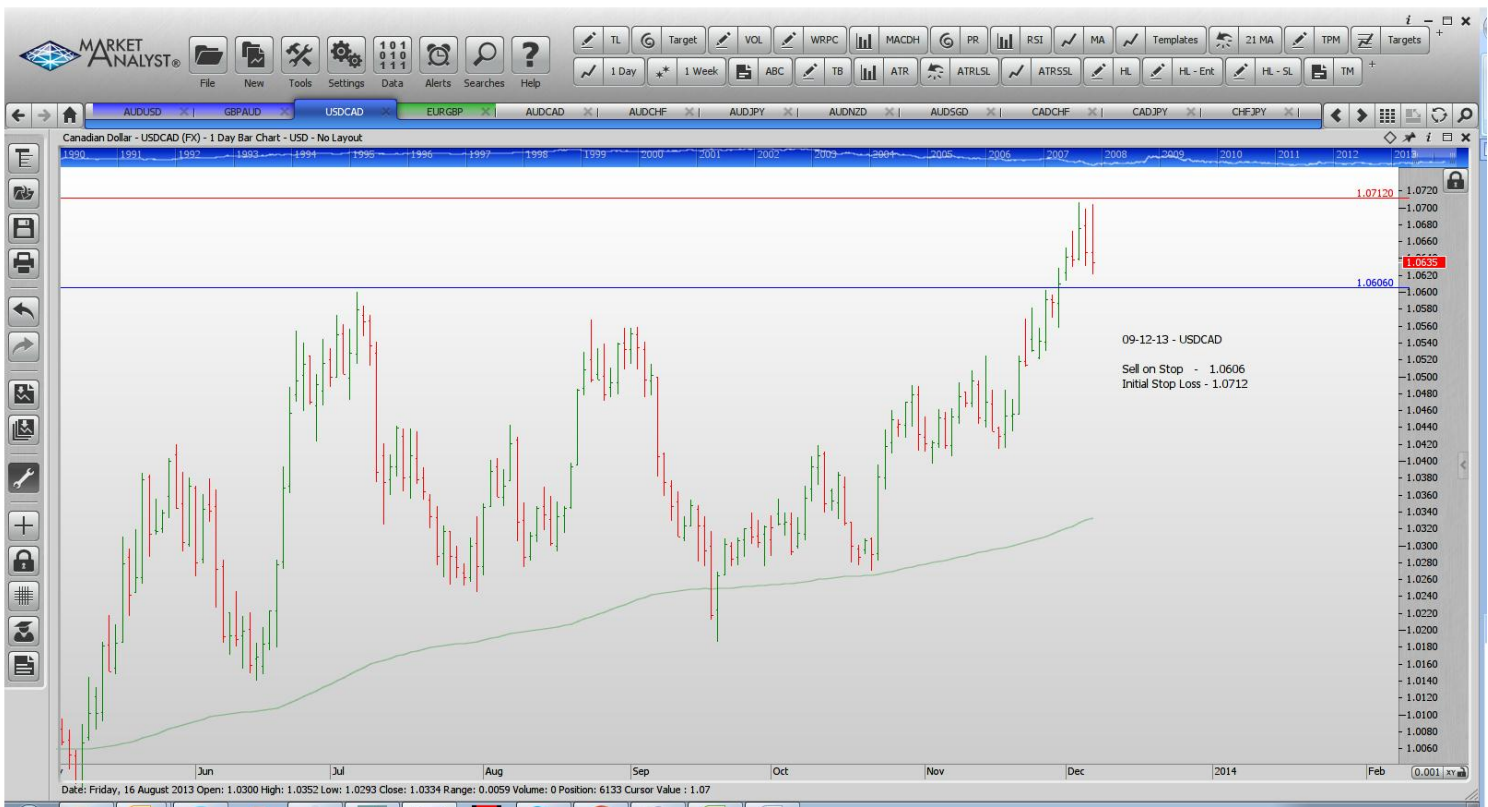 i
MARKET ANALYST®
File New Tools Settings Data Alerts Searches Help
TL Target VOL WRPC MACDH PR RSI MA Templates 21 MA TPM Targets +
1 Day 1 Week ABC TB ATR ATRLSL ATRSSL HL HL - Ent HL - SL TM +
AUDUSD GBPAUD USDCAD EURGBP AUDCAD AUDCHF AUDJPY AUDNZD AUDSGD CADCHF CADJPY CHFJPY
Canadian Dollar - USDCAD (FX) - 1 Day Bar Chart - USD - No Layout
1990 1991 1992 1993 1994 1995 1996 1997 1998 1999 2000 2001 2002 2003 2004 2005 2006 2007 2008 2009 2010 2011 2012 2013
1.07120
1.0720
1.0700
1.0680
1.0660
1.0635
1.0620
1.06060
1.0600
1.0580
1.0560
1.0540
1.0520
1.0500
1.0480
1.0460
1.0440
1.0420
1.0400
1.0380
1.0360
1.0340
1.0320
1.0300
1.0280
1.0260
1.0240
1.0220
1.0200
1.0180
1.0160
1.0140
1.0120
1.0100
1.0080
1.0060
09-12-13 - USDCAD
Sell on Stop - 1.0606
Initial Stop Loss - 1.0712
Jun Jul Aug Sep Oct Nov Dec 2014 Feb
0.001 XY
Date: Friday, 16 August 2013 Open: 1.0300 High: 1.0352 Low: 1.0293 Close: 1.0334 Range: 0.0059 Volume: 0 Position: 6133 Cursor Value : 1.07